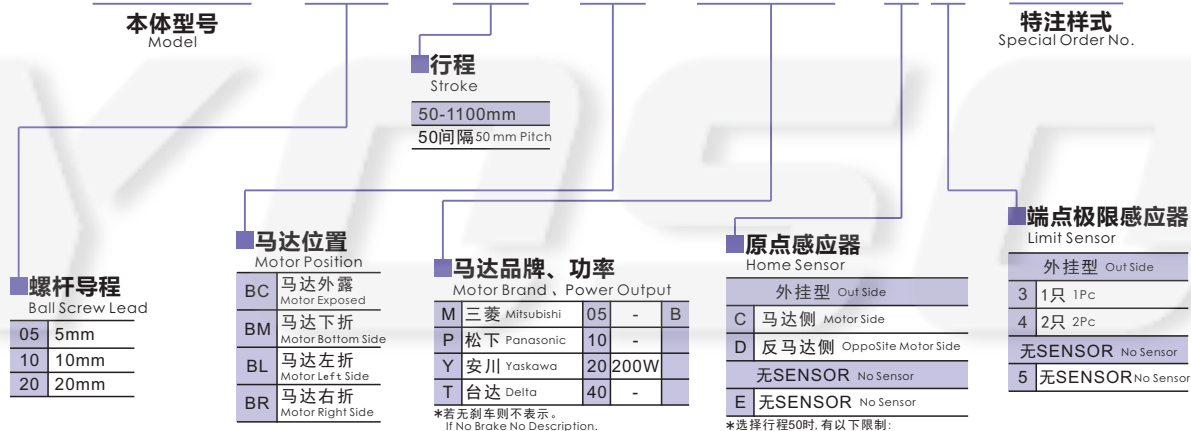 本体型号
Model
特注样式
Special Order No.
行程
Stroke
50-1100mm
50间隔 50 mm Pitch
螺杆导程
Ball Screw Lead
05 5mm
10 10mm
20 20mm
马达位置
Motor Position
BC 马达外露
Motor Exposed
BM 马达下折
Motor Bottom Side
BL 马达左折
Motor Left Side
BR 马达右折
Motor Right Side
马达品牌、功率
Motor Brand 、Power Output
M 三菱 Mitsubishi 05 - B
P 松下 Panasonic 10 -
Y 安川 Yaskawa 20 200W
T 台达 Delta 40 -
*若无刹车则不表示。
If No Brake No Description.
原点感应器
Home Sensor
外挂型 Out Side
C 马达侧 Motor Side
D 反马达侧 OppoSite Motor Side
无SENSOR No Sensor
E 无SENSOR No Sensor
*选择行程50时,有以下限制:
端点极限感应器
Limit Sensor
外挂型 Out Side
3 1只 1Pc
4 2只 2Pc
无SENSOR No Sensor
5 无SENSOR No Sensor